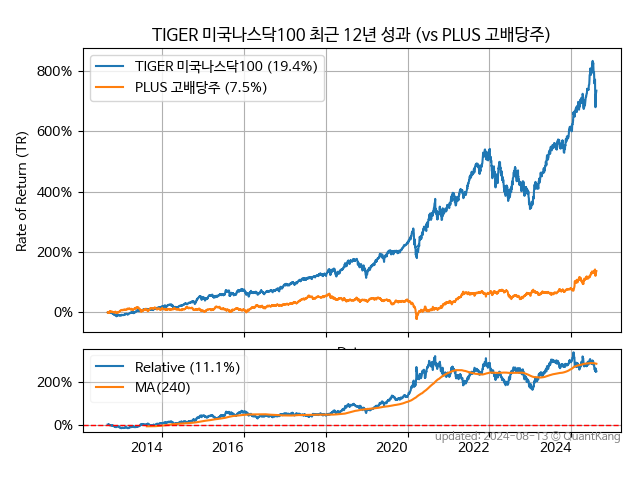 TIGER 미국나스닥100 최근 12년 성과 (vs PLUS 고배당주)
TIGER 미국나스닥100 (19.4%)
PLUS 고배당주 (7.5%)
Rate of Return (TR)
800%
600%
400%
200%
0%
Relative (11.1%)
MA(240)
200%
0%
2014
2016
2018
2020
2022
2024
updated: 2024-08-13 © QuantKang